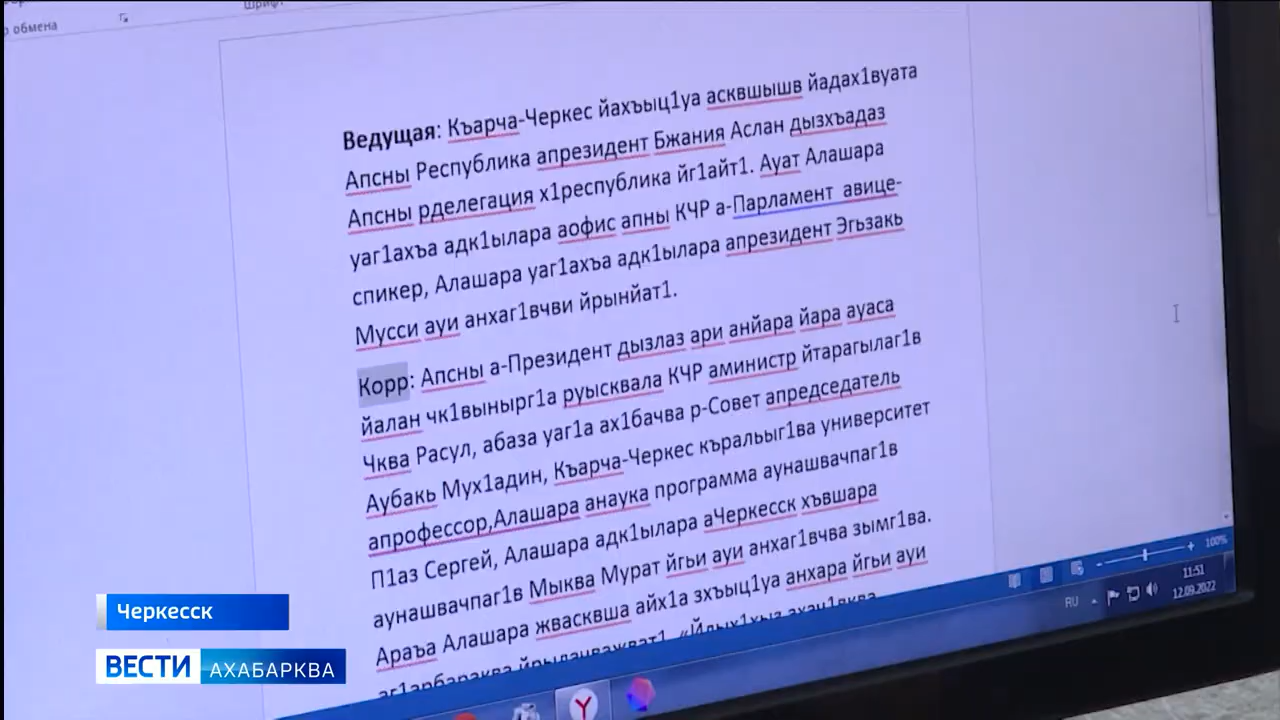 Шрифт
р обмена
Ведущая: Къарча-Черкес йахъыц1уа асквшышв йадах1вуата
Апсны Республика апрезидент Бжания Аслан дызхъадаз
Апсны рделегация х1республика йг1айт1. Ауат Алашара
уаг1ахъа адк1ылара аофис апны КЧР а-Парламент авице-
спикер, Алашара уаг1ахъа адк1ылара апрезидент Эгьзакь
Мусси ауи анхаг1вчви йрынйат1.
Корр: Апсны а-Президент дызлаз ари анйара йара ауаса
йалан чк1вынырг1а руысквала КЧР аминистр йтарагылаг1в
Чква Расул, абаза уаг1а ах1бачва р-Совет апредседатель
Аубакь Мух1адин, Къарча-Черкес къральыг1ва университет
апрофессор,Алашара анаука программа аунашвачпаг1в
П1аз Сергей, Алашара адк1ылара аЧеркесск хъвшара
аунашвачпаг1в Мыква Мурат йгьи ауи анхаг1вчва зымг1ва.
Араъа Алашара жвасквша айх1а зхъыц1уа анхара йгьи ауи
100%
RU
11:51
12.09.2022
Черкесск
ВЕСТИ АХАБАРКВА